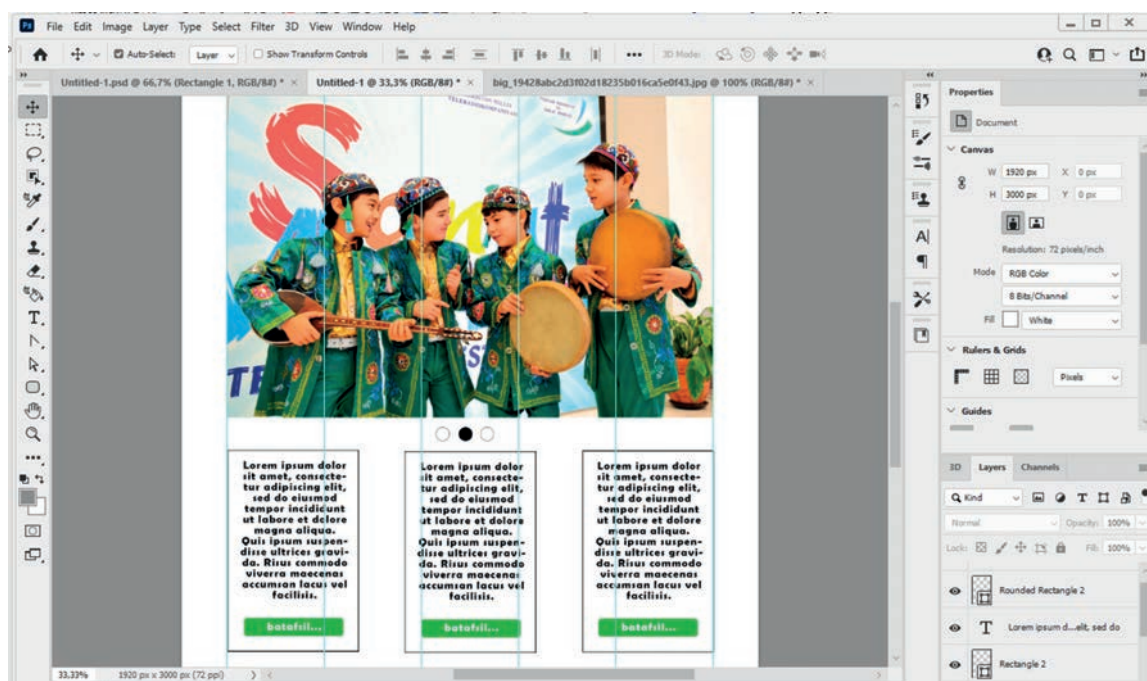 Ps File Edit Image Layer Type Select Filter 3D View Window Help
Auto-Select: Layer Show Transform Controls 3D Mode:
Untitled-1.psd @ 66,7% (Rectangle 1, RGB/8#) * × Untitled-1 @ 33,3% (RGB/8#) * × big_19428abc2d3f02d18235b016ca5e0f43.jpg @ 100% (RGB/8#) * ×
Properties
Document
Canvas
W 1920 px X 0 px
H 3000 px Y 0 px
Resolution: 72 pixels/inch
Mode RGB Color
8 Bits/Channel
Fill White
Rulers & Grids
Pixels
Guides
3D Layers Channels
Kind
Normal Opacity: 100%
Lock: Fill: 100%
Rounded Rectangle 2
Lorem ipsum d...elit, sed do
Rectangle 2
Lorem ipsum dolor
sit amet, consecte-
tur adipiscing elit,
sed do eiusmod
tempor incididunt
ut labore et dolore
magna aliqua.
Quis ipsum suspen-
disse ultrices gravi-
da. Risus commodo
viverra maecenas
accumsan lacus vel
facilisis.
batafsil...
Lorem ipsum dolor
sit amet, consecte-
tur adipiscing elit,
sed do eiusmod
tempor incididunt
ut labore et dolore
magna aliqua.
Quis ipsum suspen-
disse ultrices gravi-
da. Risus commodo
viverra maecenas
accumsan lacus vel
facilisis.
batafsil...
Lorem ipsum dolor
sit amet, consecte-
tur adipiscing elit,
sed do eiusmod
tempor incididunt
ut labore et dolore
magna aliqua.
Quis ipsum suspen-
disse ultrices gravi-
da. Risus commodo
viverra maecenas
accumsan lacus vel
facilisis.
batafsil...
33,33% 1920 px x 3000 px (72 ppi)